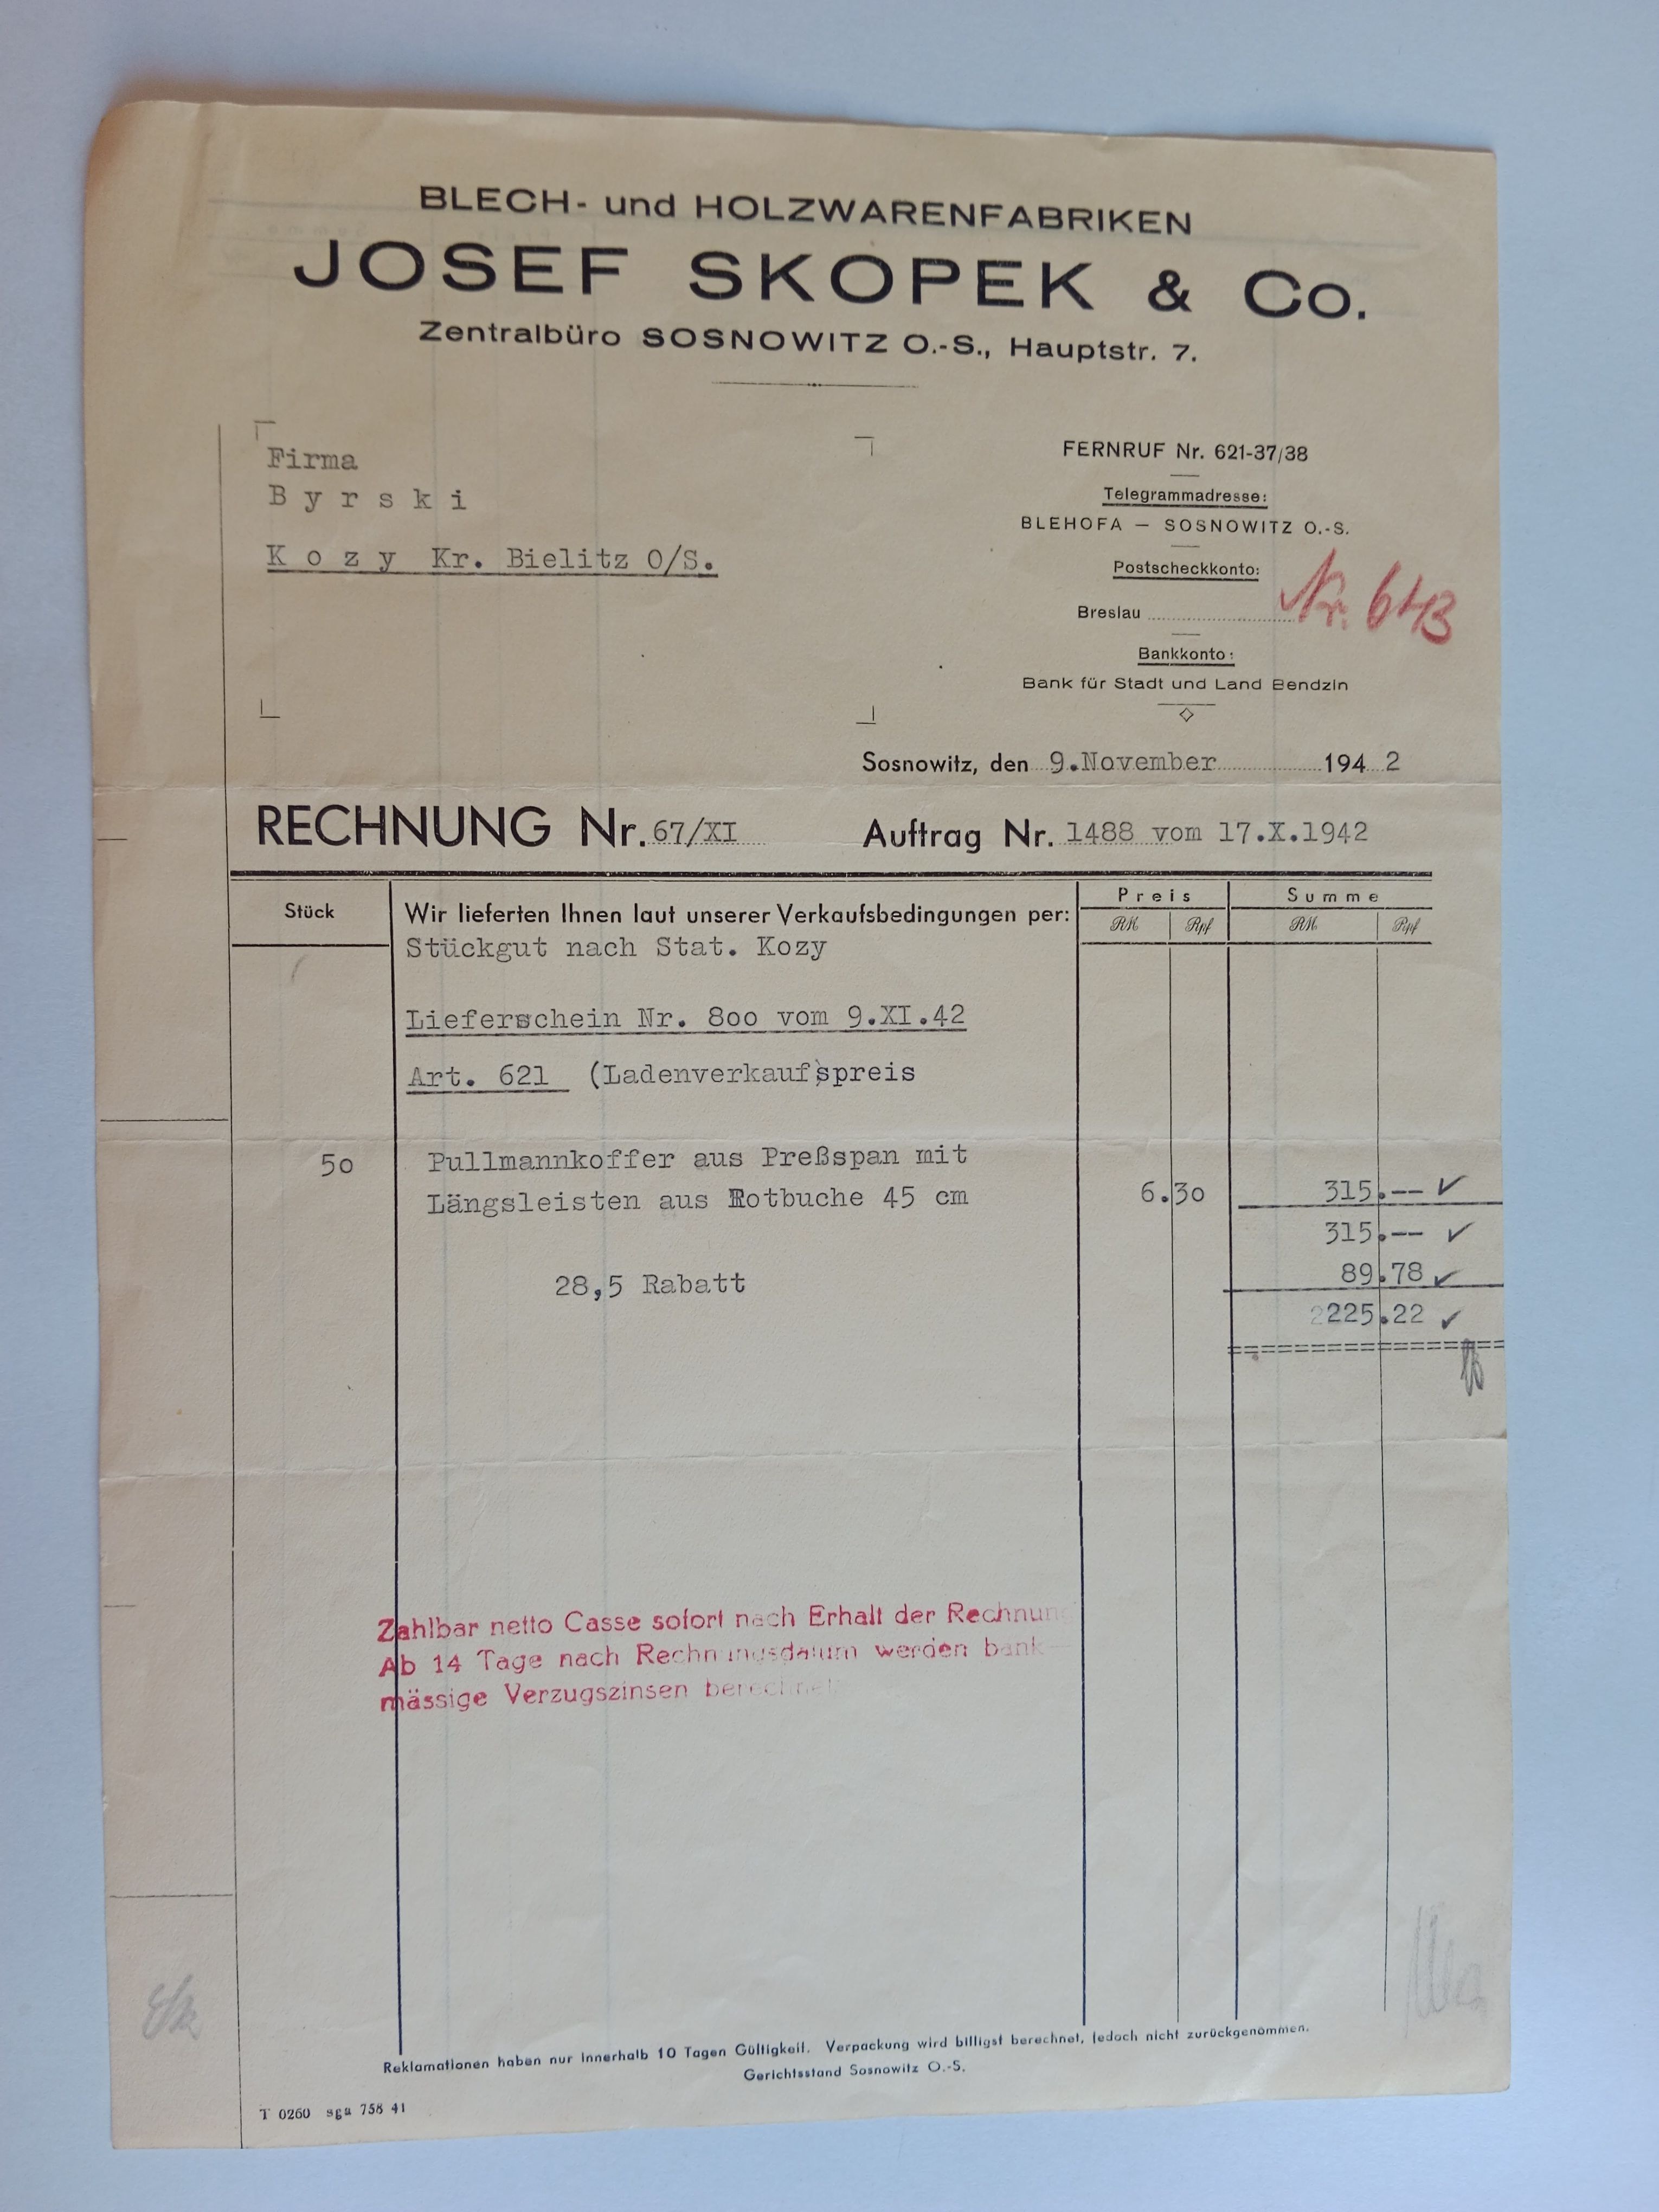 BLECH- und HOLZWARENFABRIKEN
JOSEF SKOPEK & Co.
Zentralbüro SOSNOWITZ O.-S., Hauptstr. 7.
Firma
Byrski
Kozy Kr. Bielitz O/S.
FERNRUF Nr. 621-37/38
Telegrammadresse:
BLEHOFA — SOSNOWITZ O.-S.
Postscheckkonto:
Breslau
Nr. 643
Bankkonto:
Bank für Stadt und Land Bendzin
Sosnowitz, den 9.November 1942
RECHNUNG Nr. 67/XI Auftrag Nr. 1488 vom 17.X.1942
Stück Wir lieferten Ihnen laut unserer Verkaufsbedingungen per: Preis Summe
RM Rpf RM Rpf
Stückgut nach Stat. Kozy
Lieferschein Nr. 800 vom 9.XI.42
Art. 621 (Ladenverkaufspreis
50 Pullmannkoffer aus Preßspan mit
Längsleisten aus Rotbuche 45 cm 6.30 315.--
315.--
28,5 Rabatt 89.78
225.22
Zahlbar netto Casse sofort nach Erhalt der Rechnung
Ab 14 Tage nach Rechnungsdatum werden bank-
mässige Verzugszinsen berechnet
Reklamationen haben nur innerhalb 10 Tagen Gültigkeit. Verpackung wird billigst berechnet, jedoch nicht zurückgenommen.
Gerichtsstand Sosnowitz O.-S.
T 0260 sga 758 41